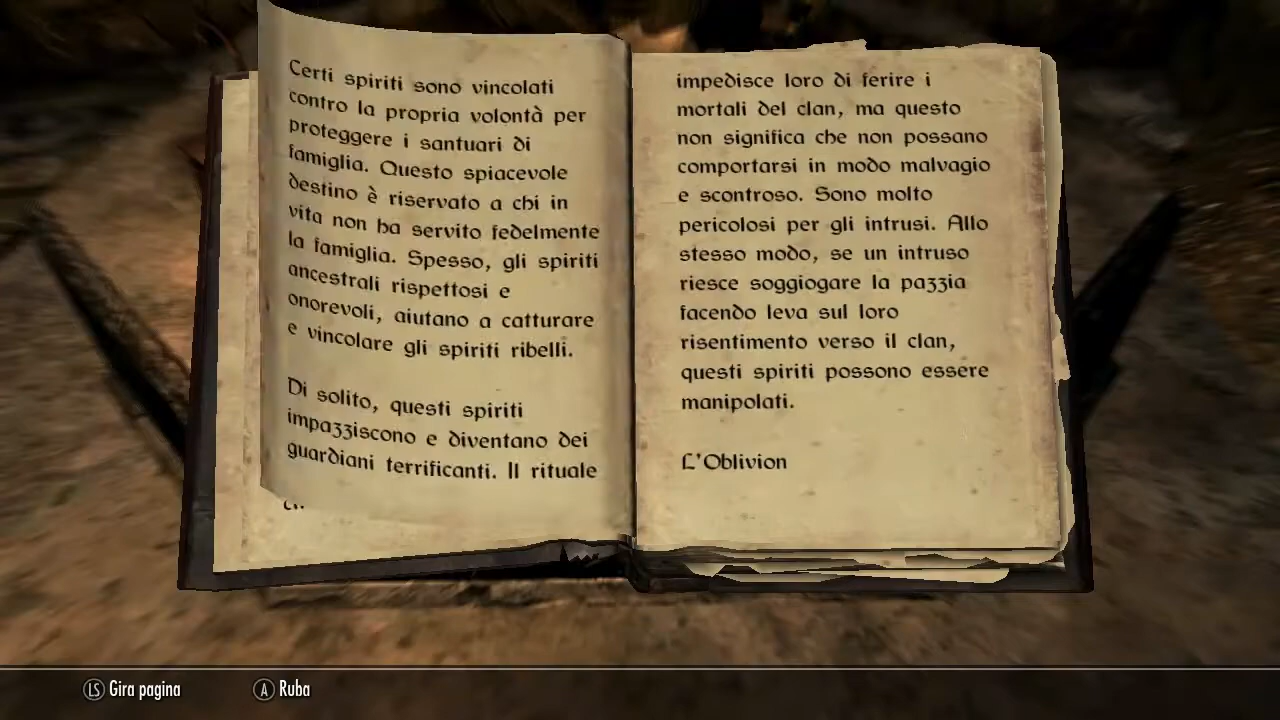 Certi spiriti sono vincolati
contro la propria volontà per
proteggere i santuari di
famiglia. Questo spiacevole
destino è riservato a chi in
vita non ha servito fedelmente
la famiglia. Spesso, gli spiriti
ancestrali rispettosi e
onorevoli, aiutano a catturare
e vincolare gli spiriti ribelli.
Di solito, questi spiriti
impazziscono e diventano dei
guardiani terrificanti. Il rituale
impedisce loro di ferire i
mortali del clan, ma questo
non significa che non possano
comportarsi in modo malvagio
e scontroso. Sono molto
pericolosi per gli intrusi. Allo
stesso modo, se un intruso
riesce soggiogare la pazzia
facendo leva sul loro
risentimento verso il clan,
questi spiriti possono essere
manipolati.
L'Oblivion
LS Gira pagina
A Ruba